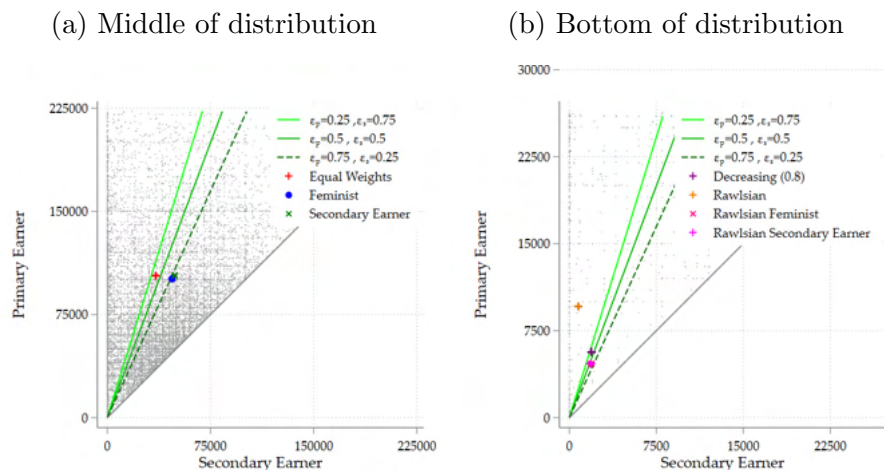 (a) Middle of distribution
(b) Bottom of distribution
225000
150000
75000
0
Primary Earner
εp=0.25 ,εs=0.75
εp=0.5 , εs=0.5
εp=0.75 , εs=0.25
Equal Weights
Feminist
Secondary Earner
0
75000
150000
225000
Secondary Earner
30000
22500
15000
7500
0
Primary Earner
εp=0.25 ,εs=0.75
εp=0.5 , εs=0.5
εp=0.75 , εs=0.25
Decreasing (0.8)
Rawlsian
Rawlsian Feminist
Rawlsian Secondary Earner
0
7500
15000
22500
Secondary Earner